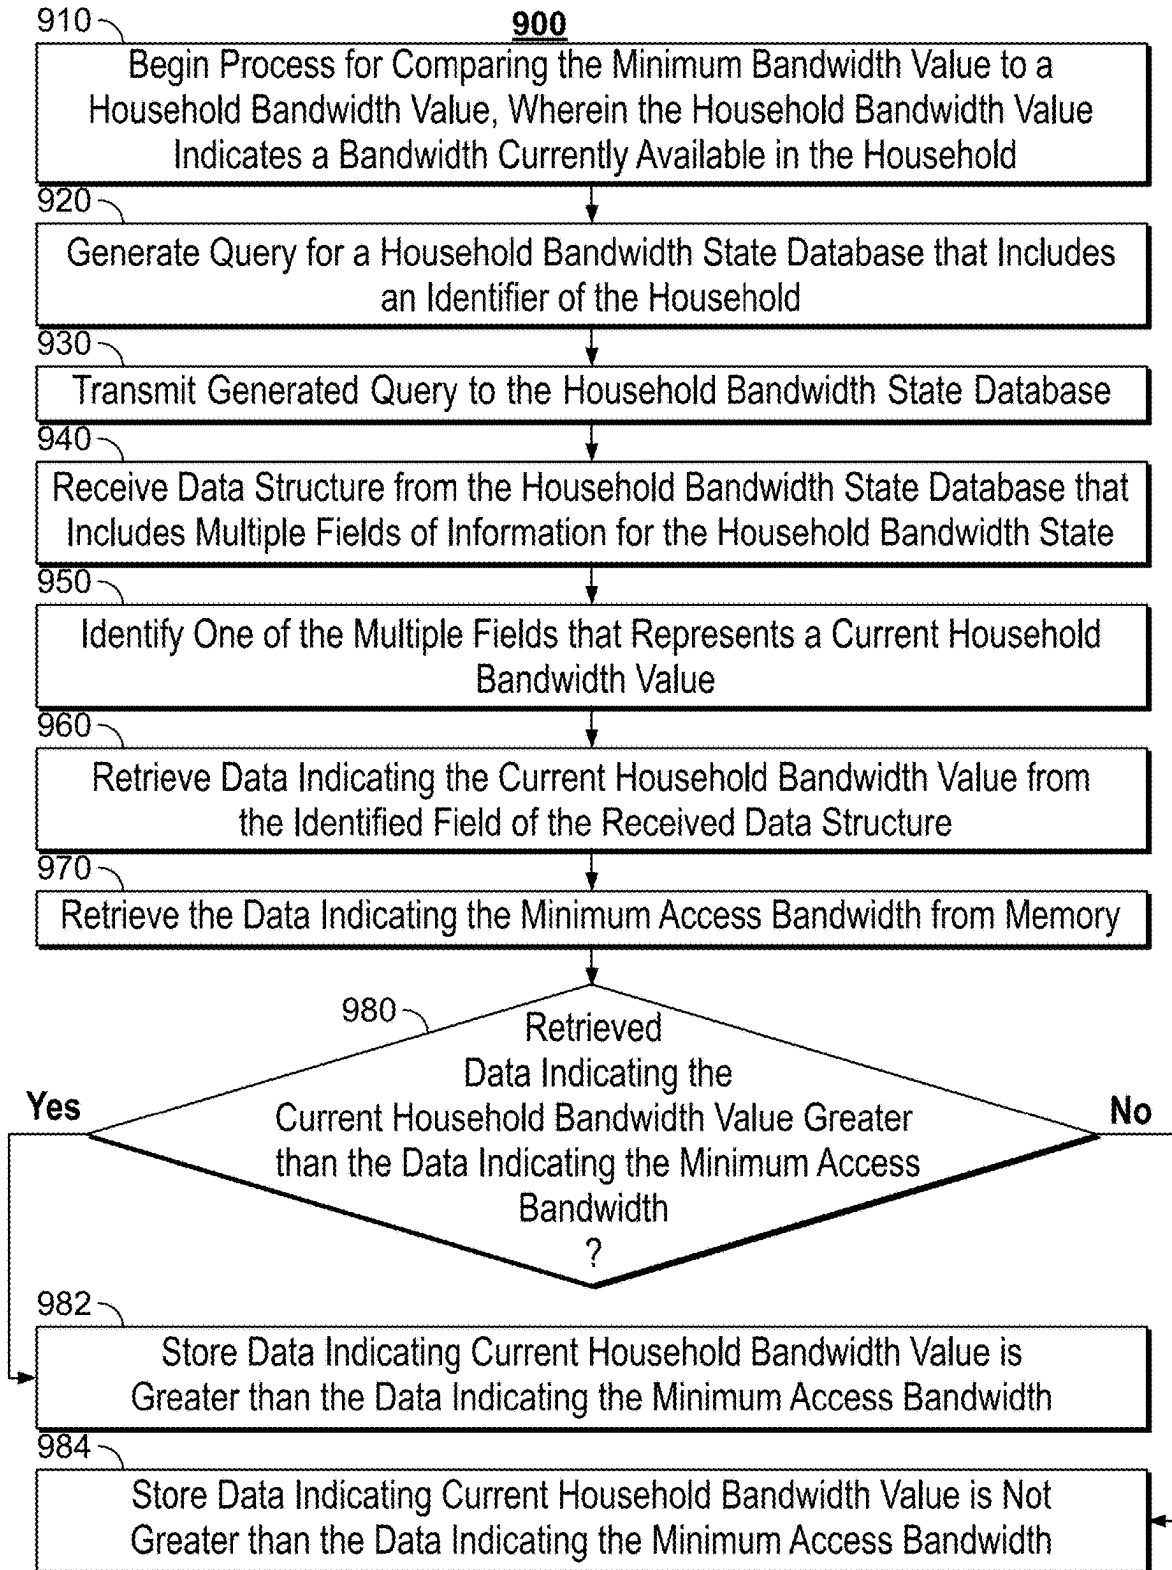 900
910
Begin Process for Comparing the Minimum Bandwidth Value to a
Household Bandwidth Value, Wherein the Household Bandwidth Value
Indicates a Bandwidth Currently Available in the Household
920
Generate Query for a Household Bandwidth State Database that Includes
an Identifier of the Household
930
Transmit Generated Query to the Household Bandwidth State Database
940
Receive Data Structure from the Household Bandwidth State Database that
Includes Multiple Fields of Information for the Household Bandwidth State
950
Identify One of the Multiple Fields that Represents a Current Household
Bandwidth Value
960
Retrieve Data Indicating the Current Household Bandwidth Value from
the Identified Field of the Received Data Structure
970
Retrieve the Data Indicating the Minimum Access Bandwidth from Memory
980
Retrieved
Data Indicating the
Current Household Bandwidth Value Greater
than the Data Indicating the Minimum Access
Bandwidth
?
Yes
No
982
Store Data Indicating Current Household Bandwidth Value is
Greater than the Data Indicating the Minimum Access Bandwidth
984
Store Data Indicating Current Household Bandwidth Value is Not
Greater than the Data Indicating the Minimum Access Bandwidth